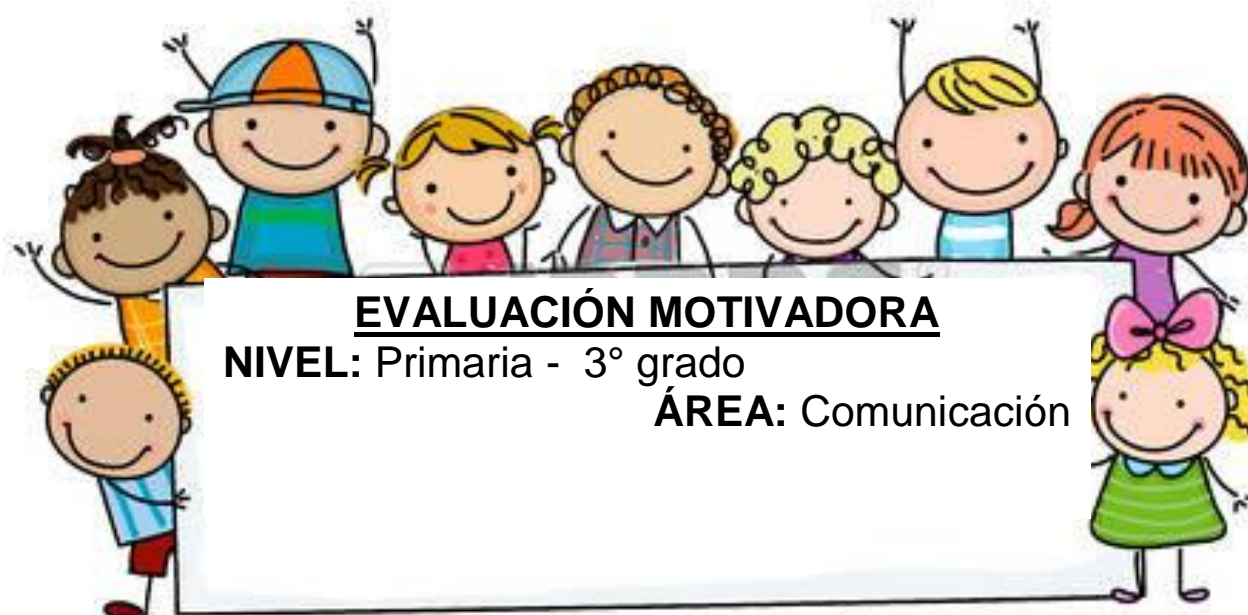 EVALUACIÓN MOTIVADORA
NIVEL: Primaria - 3° grado
ÁREA: Comunicación